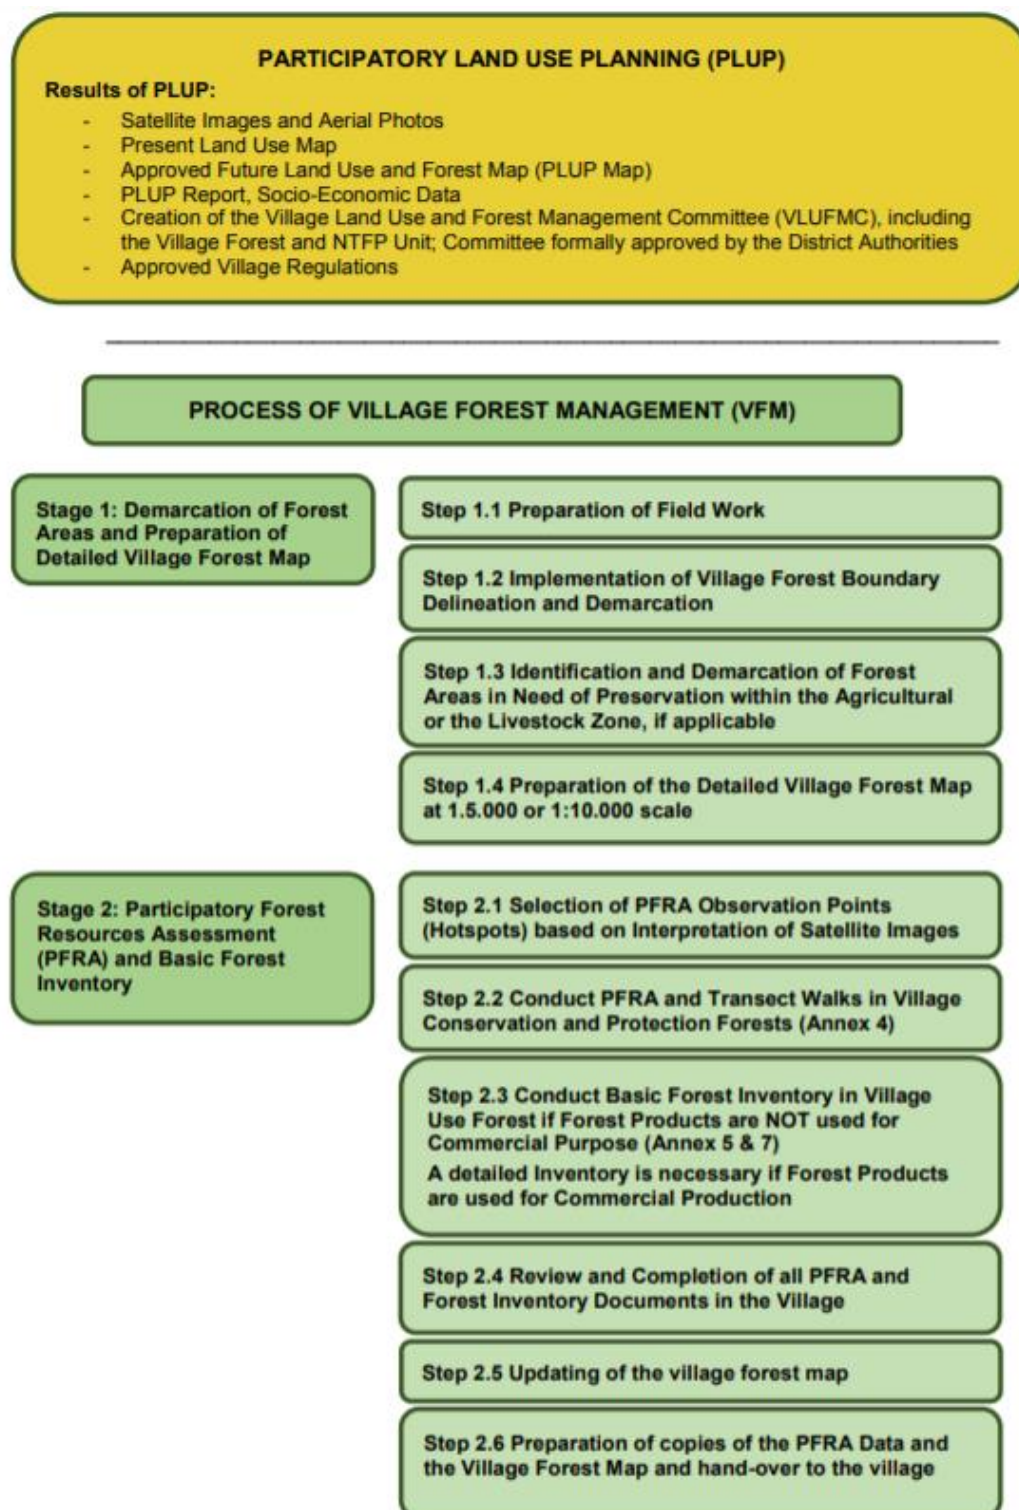 PARTICIPATORY LAND USE PLANNING (PLUP)
Results of PLUP:
- Satellite Images and Aerial Photos
- Present Land Use Map
- Approved Future Land Use and Forest Map (PLUP Map)
- PLUP Report, Socio-Economic Data
- Creation of the Village Land Use and Forest Management Committee (VLUFMC), including
the Village Forest and NTFP Unit; Committee formally approved by the District Authorities
- Approved Village Regulations
PROCESS OF VILLAGE FOREST MANAGEMENT (VFM)
Stage 1: Demarcation of Forest
Areas and Preparation of
Detailed Village Forest Map
Step 1.1 Preparation of Field Work
Step 1.2 Implementation of Village Forest Boundary
Delineation and Demarcation
Step 1.3 Identification and Demarcation of Forest
Areas in Need of Preservation within the Agricultural
or the Livestock Zone, if applicable
Step 1.4 Preparation of the Detailed Village Forest Map
at 1.5.000 or 1:10.000 scale
Stage 2: Participatory Forest
Resources Assessment
(PFRA) and Basic Forest
Inventory
Step 2.1 Selection of PFRA Observation Points
(Hotspots) based on Interpretation of Satellite Images
Step 2.2 Conduct PFRA and Transect Walks in Village
Conservation and Protection Forests (Annex 4)
Step 2.3 Conduct Basic Forest Inventory in Village
Use Forest if Forest Products are NOT used for
Commercial Purpose (Annex 5 & 7)
A detailed Inventory is necessary if Forest Products
are used for Commercial Production
Step 2.4 Review and Completion of all PFRA and
Forest Inventory Documents in the Village
Step 2.5 Updating of the village forest map
Step 2.6 Preparation of copies of the PFRA Data and
the Village Forest Map and hand-over to the village